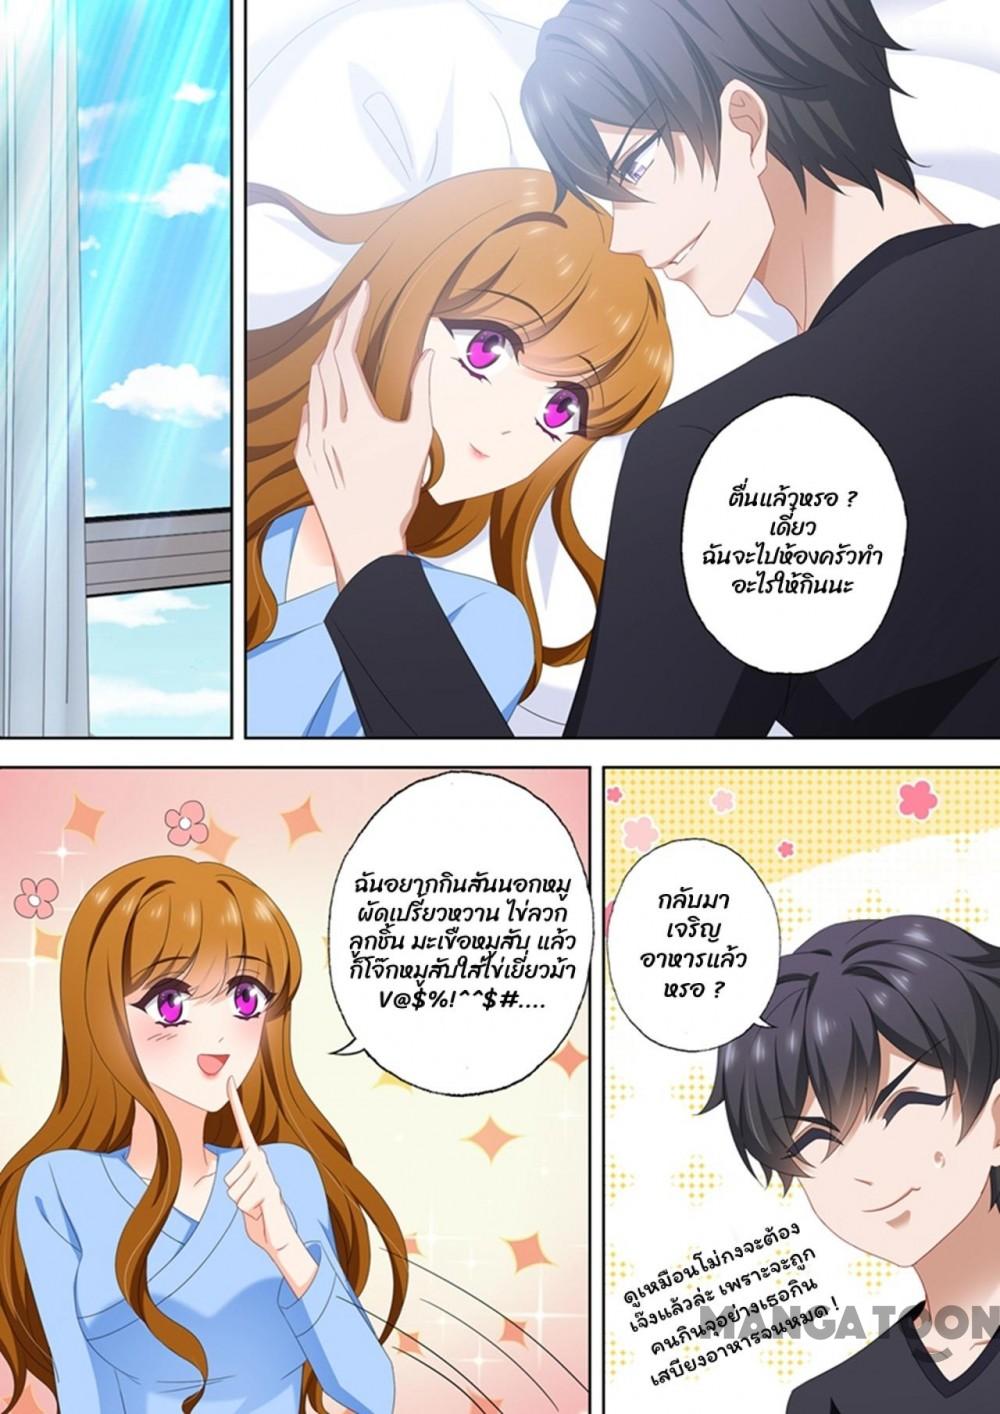 ตื่นแล้วหรอ ?
เดี๋ยว
ฉันจะไปห้องครัวทำ
อะไรให้กินนะ
ฉันอยากกินสันนอกหมู
ผัดเปรี้ยวหวาน ไข่ลวก
ลูกชิ้น มะเขือหมูสับ แล้ว
ก็โจ๊กหมูสับใส่ไข่เยี่ยวม้า
V@$%!^^$#....
กลับมา
เจริญ
อาหารแล้ว
หรอ ?
ดูเหมือนโม่กงจะต้อง
เจ๊งแล้วล่ะ เพราะจะถูก
คนกินจุอย่างเธอกิน
เสบียงอาหารจนหมด !
MANGATOON